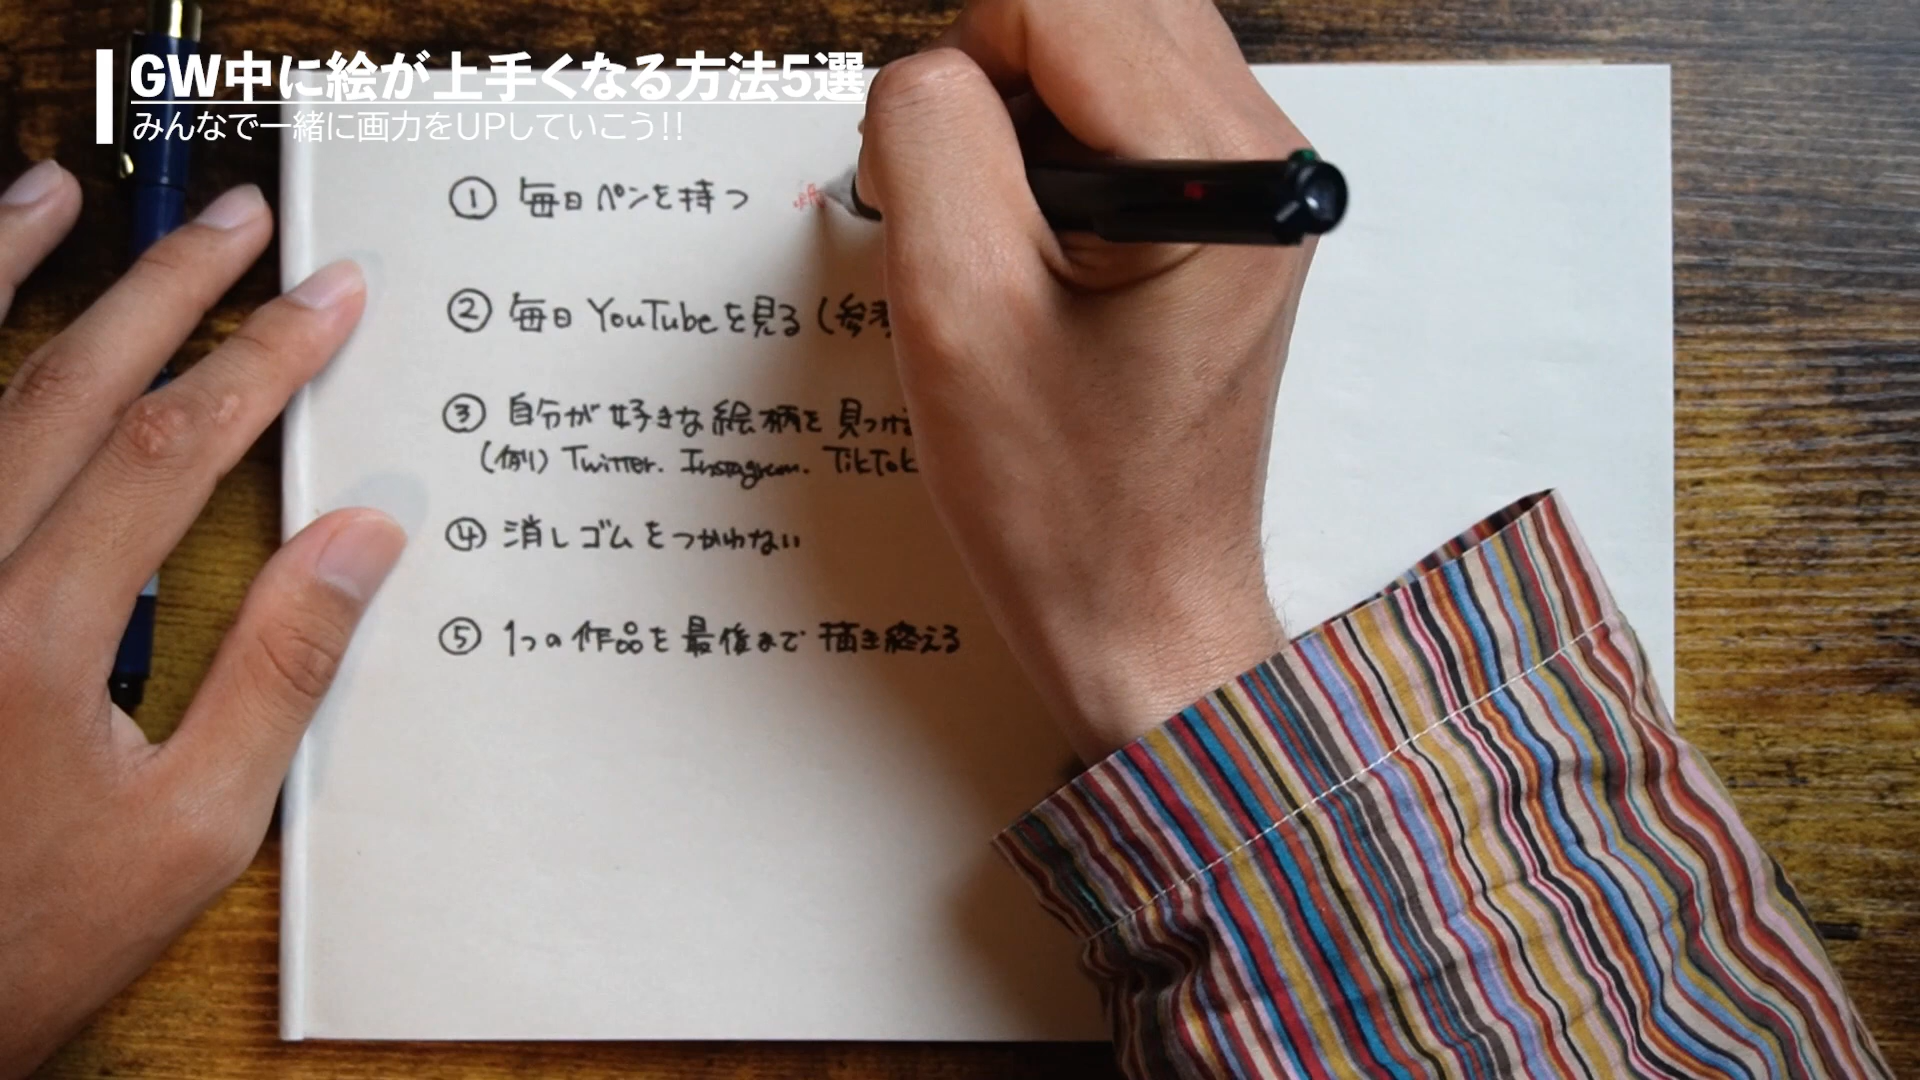 GW中に絵が上手くなる方法5選
みんなで一緒に画力をUPしていこう!!
① 毎日ペンを持つ
② 毎日 YouTubeを見る (参考
③ 自分が好きな絵柄を見つけ
(例) Twitter. Instagram. TikTok
④ 消しゴムをつかわない
⑤ 1つの作品を最後まで描き終える